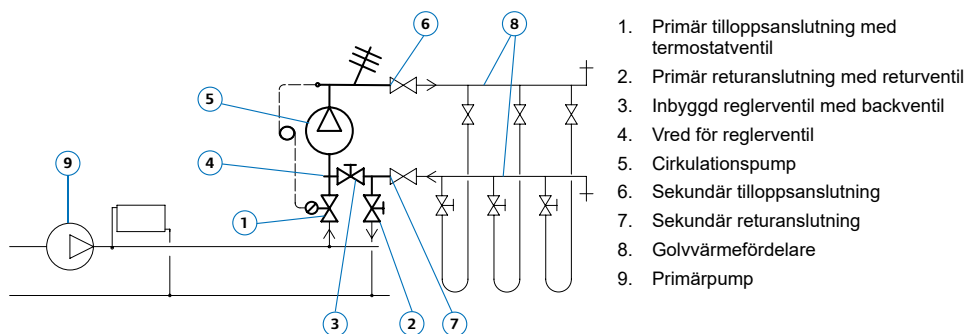 6
8
5
9
4
1
3
2
7
1. Primär tilloppsanslutning med
termostatventil
2. Primär returanslutning med returventil
3. Inbyggd reglerventil med backventil
4. Vred för reglerventil
5. Cirkulationspump
6. Sekundär tilloppsanslutning
7. Sekundär returanslutning
8. Golvvärmefördelare
9. Primärpump